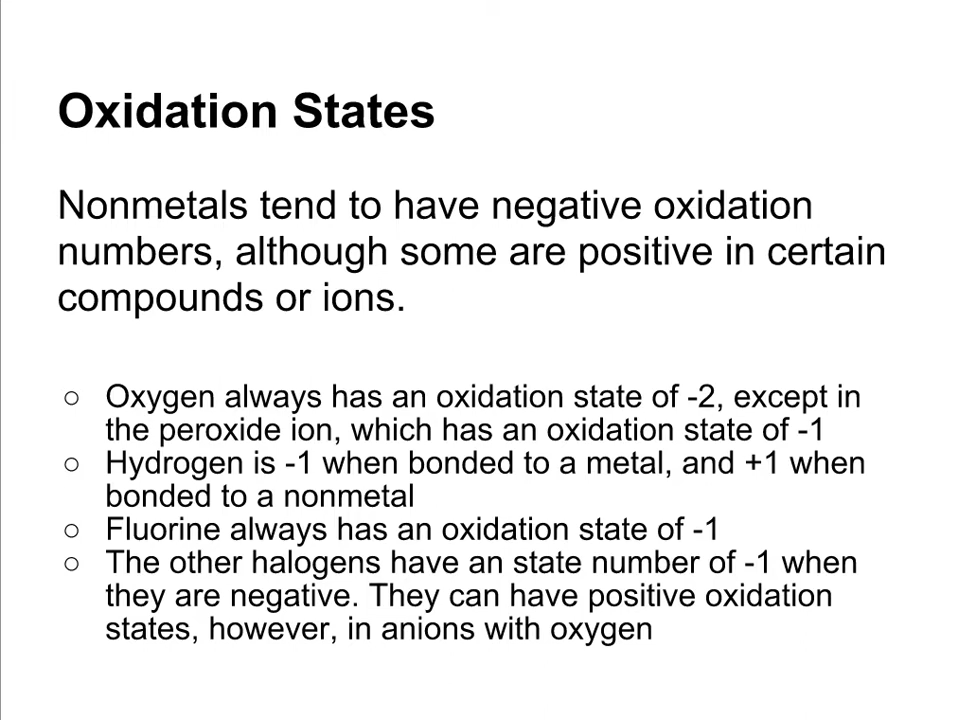 Oxidation States
Nonmetals tend to have negative oxidation
numbers, although some are positive in certain
compounds or ions.
○ Oxygen always has an oxidation state of -2, except in
the peroxide ion, which has an oxidation state of -1
○ Hydrogen is -1 when bonded to a metal, and +1 when
bonded to a nonmetal
○ Fluorine always has an oxidation state of -1
○ The other halogens have an state number of -1 when
they are negative. They can have positive oxidation
states, however, in anions with oxygen